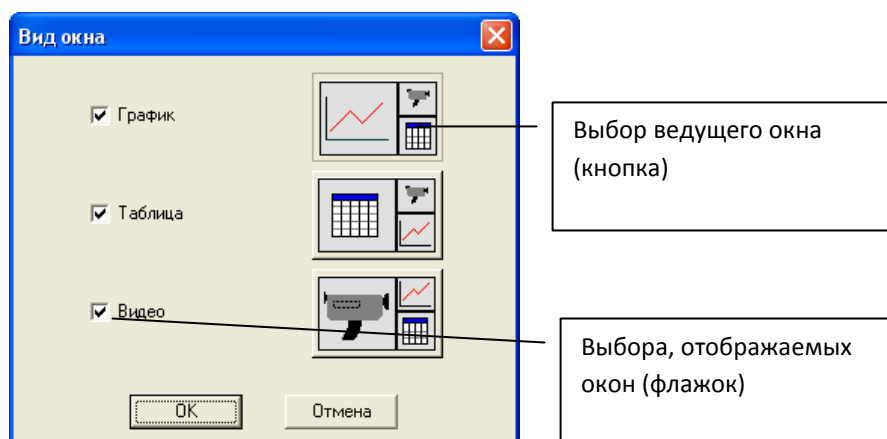 Вид окна
График
Выбор ведущего окна
(кнопка)
Таблица
Видео
Выбора, отображаемых
окон (флажок)
OK
Отмена